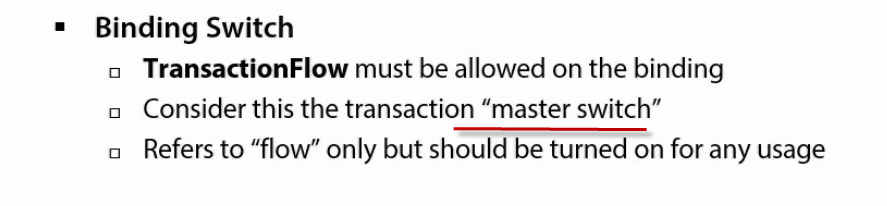 Binding Switch
TransactionFlow must be allowed on the binding
Consider this the transaction “master switch”
Refers to “flow” only but should be turned on for any usage